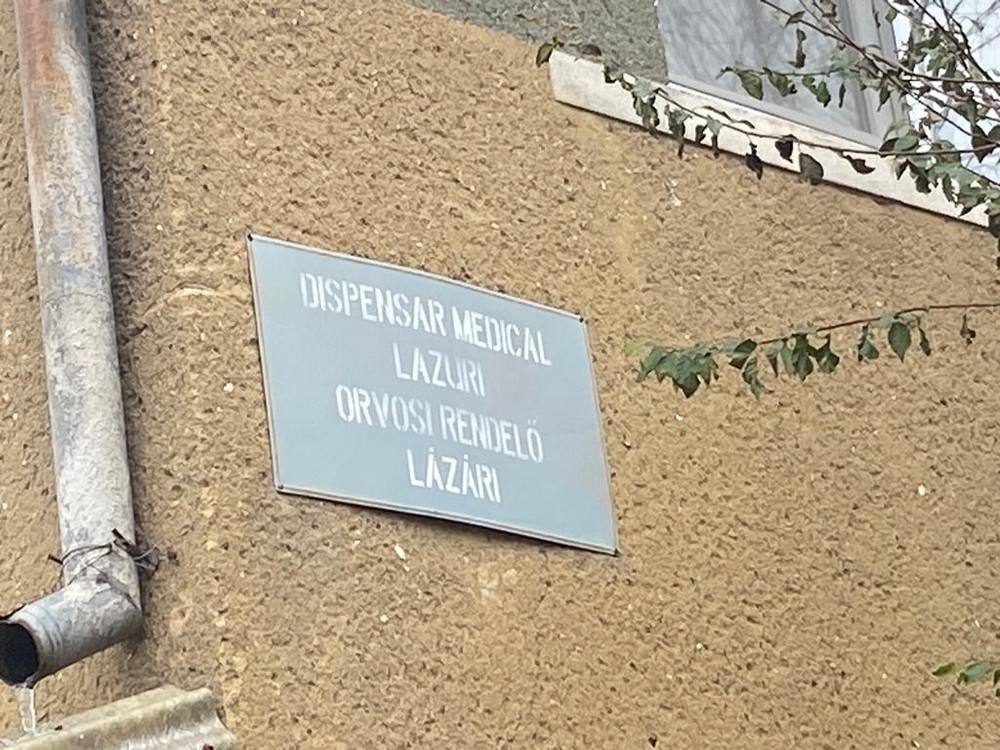 DISPENSAR MEDICAL
LAZURI
ORVOSI RENDELŐ
LÁZÁRI